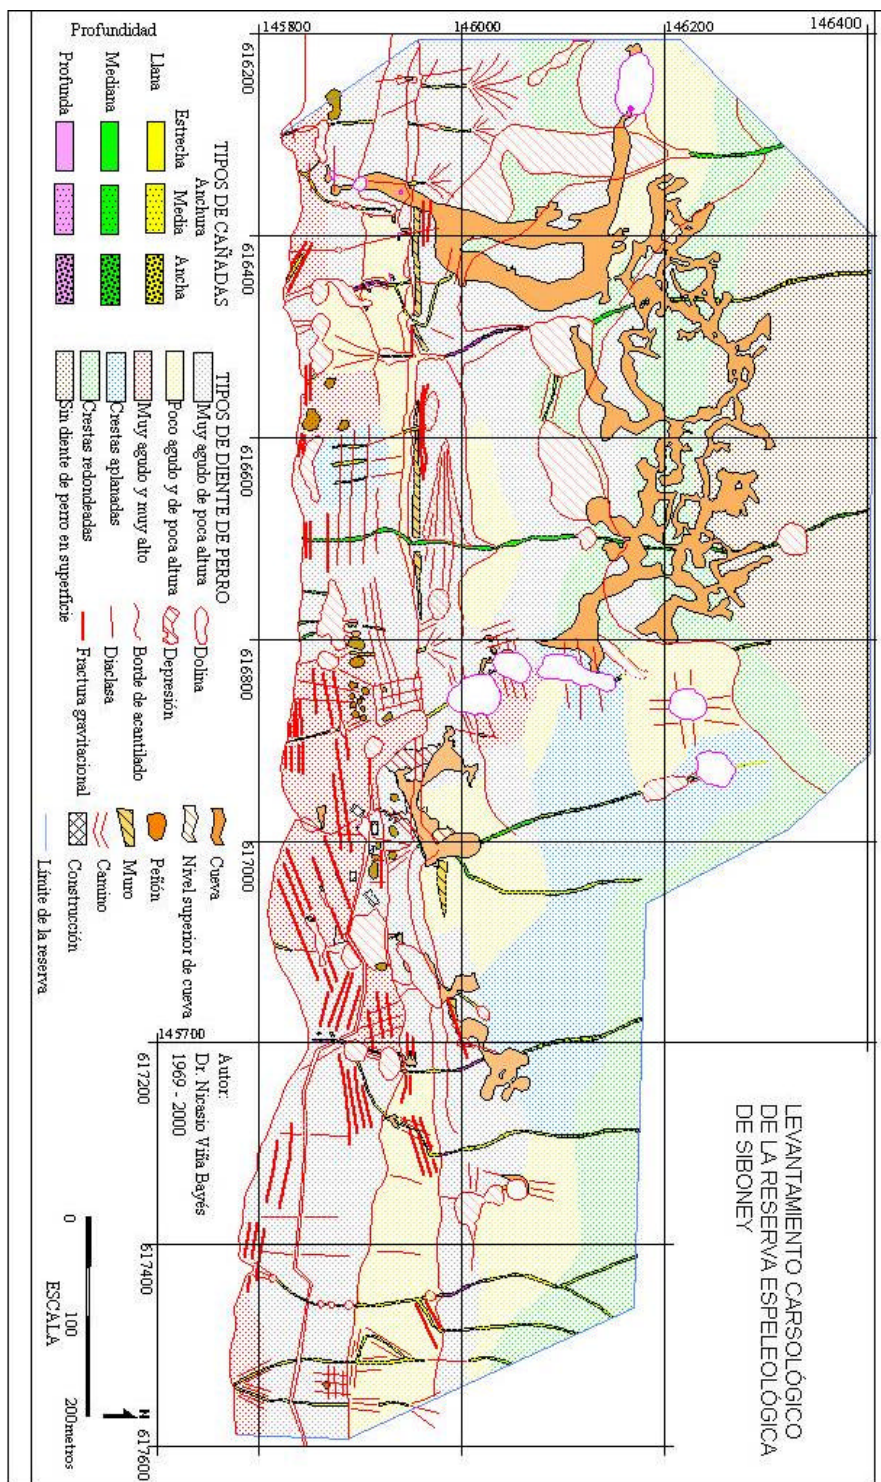 LEVANTAMIENTO CARSOLÓGICO
DE LA RESERVA ESPELEOLÓGICA
DE SIBONEY
145800
146000
146200
146400
616200
616400
616600
616800
617000
145700
617200
617400
617600
Autor:
Dr. Nicasio Viña Bayés
1969 - 2000
0
100
200metros
ESCALA
N
TIPOS DE CAÑADAS
Anchura
Estrecha
Media
Ancha
Profundidad
Llana
Mediana
Profunda
TIPOS DE DIENTE DE PERRO
Muy agudo de poca altura
Poco agudo y de poca altura
Muy agudo y muy alto
Crestas aplanadas
Crestas redondeadas
Sin diente de perro en superficie
Dolina
Depresión
Borde de acantilado
Diaclasa
Fractura gravitacional
Cueva
Nivel superior de cueva
Peñón
Muro
Camino
Construcción
Límite de la reserva